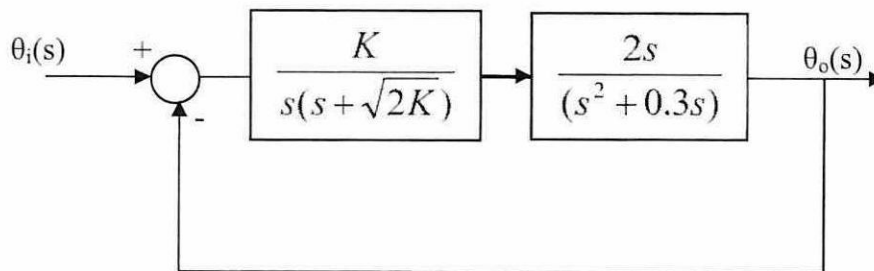 θi(s)
+
K
s(s + √2K)
2s
(s² + 0.3s)
θo(s)
-